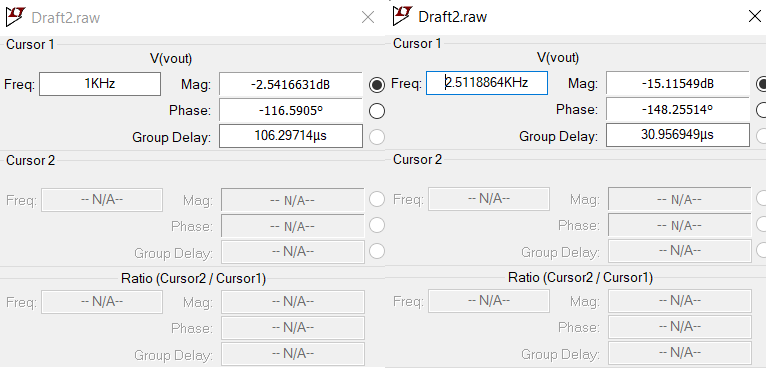 Draft2.raw
Cursor 1
V(vout)
Freq: 1KHz Mag: -2.5416631dB
Phase: -116.5905º
Group Delay: 106.29714µs
Cursor 2
Freq: -- N/A-- Mag: -- N/A--
Phase: -- N/A--
Group Delay: -- N/A--
Ratio (Cursor2 / Cursor1)
Freq: -- N/A-- Mag: -- N/A--
Phase: -- N/A--
Group Delay: -- N/A--
Draft2.raw
Cursor 1
V(vout)
Freq: 2.5118864KHz Mag: -15.11549dB
Phase: -148.25514º
Group Delay: 30.956949µs
Cursor 2
Freq: -- N/A-- Mag: -- N/A--
Phase: -- N/A--
Group Delay: -- N/A--
Ratio (Cursor2 / Cursor1)
Freq: -- N/A-- Mag: -- N/A--
Phase: -- N/A--
Group Delay: -- N/A--